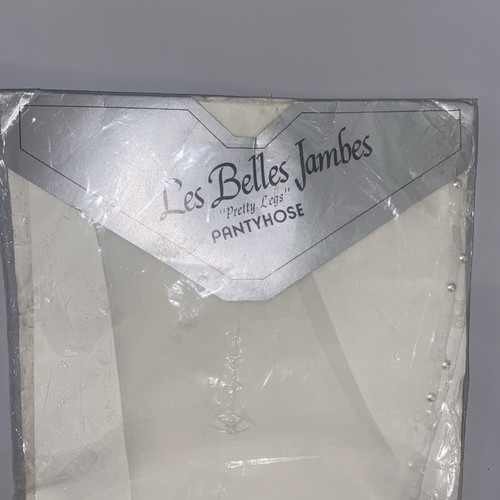 Les Belles Jambes
"Pretty Legs"
PANTYHOSE